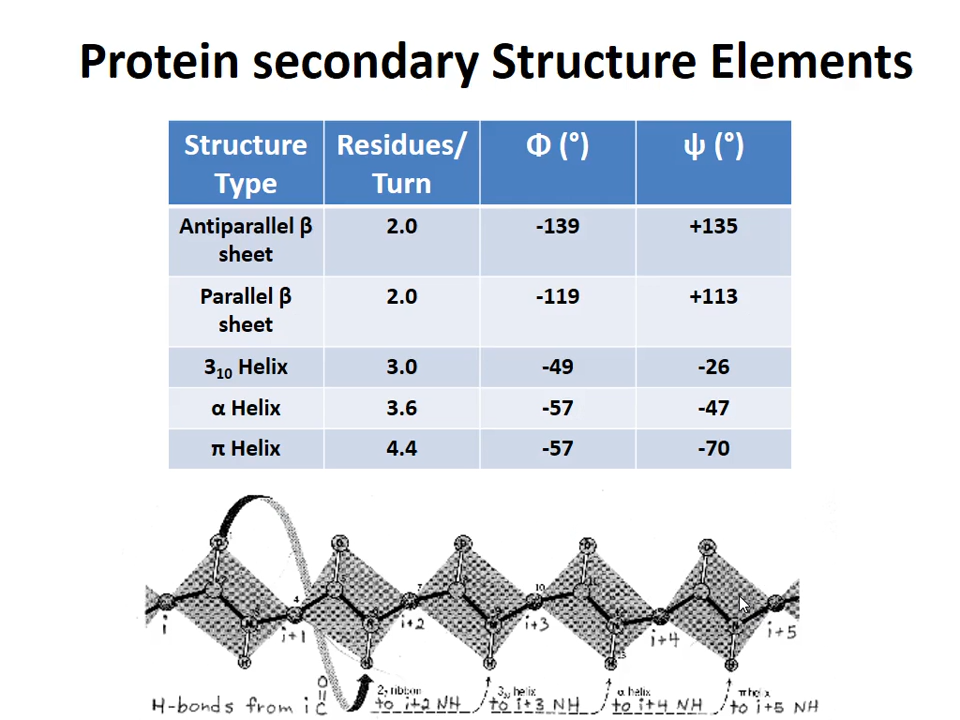 Protein secondary Structure Elements
Structure Type
Residues/ Turn
Φ (°)
ψ (°)
Antiparallel β sheet
2.0
-139
+135
Parallel β sheet
2.0
-119
+113
3₁₀ Helix
3.0
-49
-26
α Helix
3.6
-57
-47
π Helix
4.4
-57
-70
i
i+1
i+2
i+3
i+4
i+5
4
7
10
O
H-bonds from i C
2₇ ribbon
to i+2 NH
3₁₀ helix
to i+3 NH
α helix
to i+4 NH
π helix
to i+5 NH